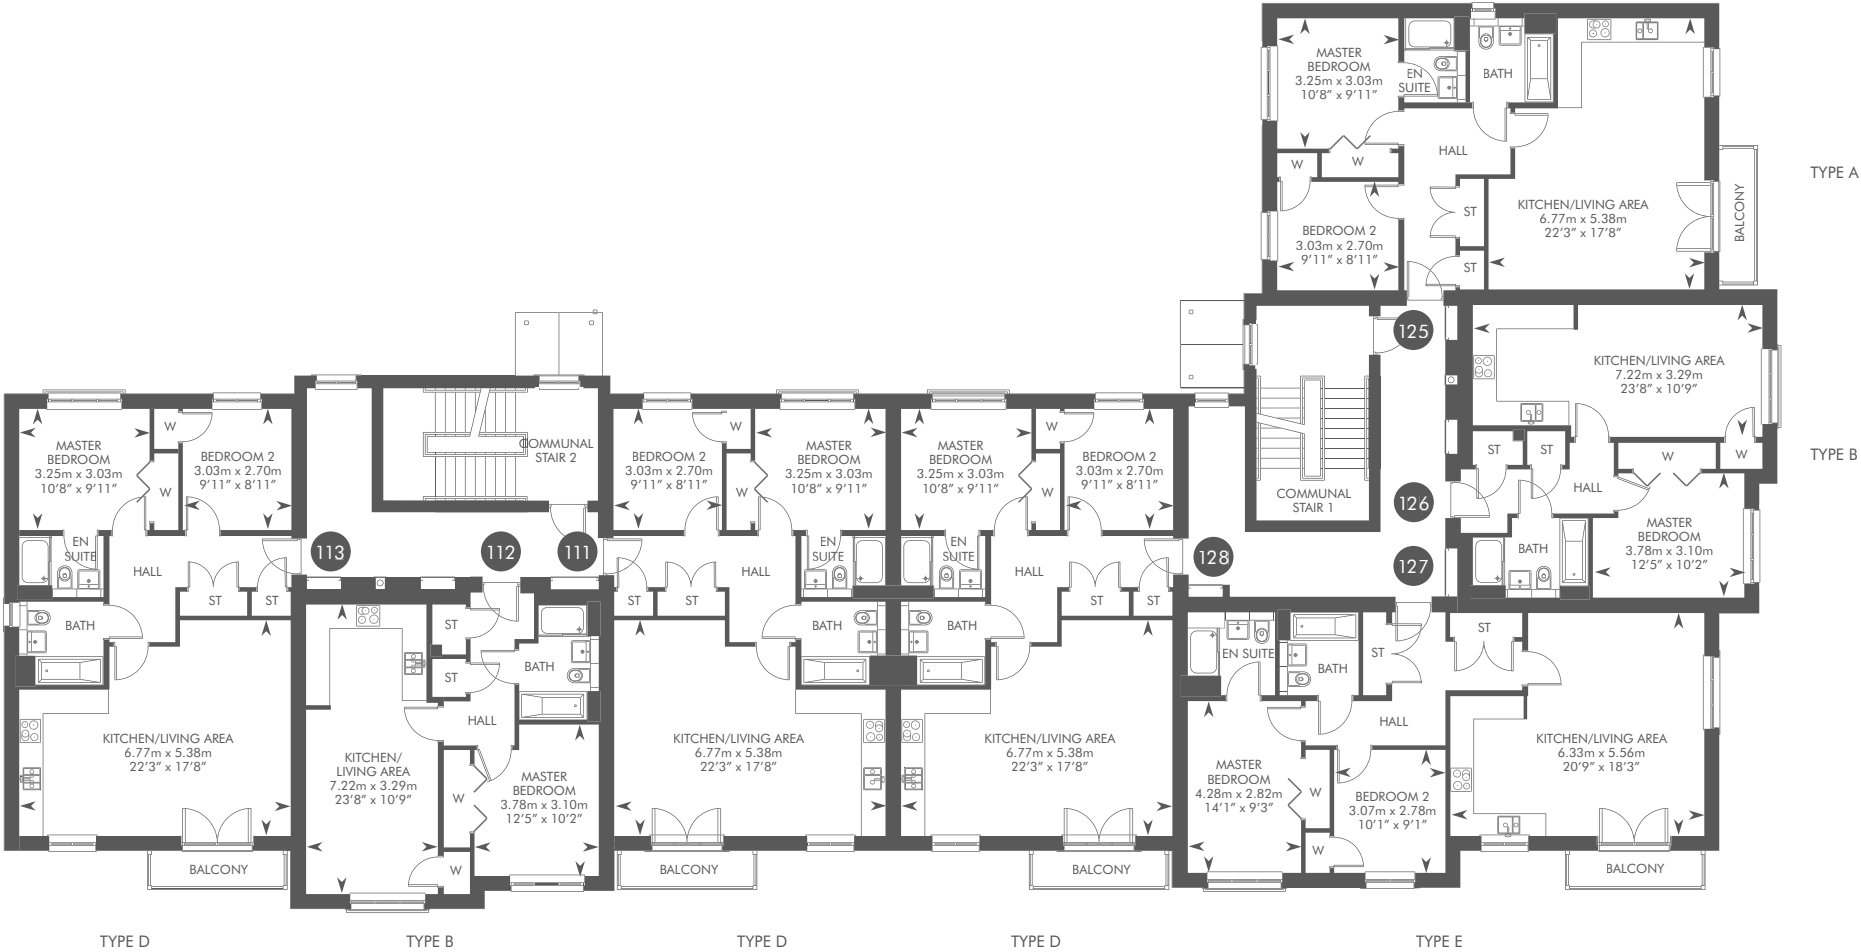 MASTER
BEDROOM
3.25m x 3.03m
10’8” x 9’11”
EN
SUITE
BATH
HALL
W
W
ST
ST
BEDROOM 2
3.03m x 2.70m
9’11” x 8’11”
KITCHEN/LIVING AREA
6.77m x 5.38m
22’3” x 17’8”
BALCONY
TYPE A
125
KITCHEN/LIVING AREA
7.22m x 3.29m
23’8” x 10’9”
ST
ST
W
W
HALL
BATH
MASTER
BEDROOM
3.78m x 3.10m
12’5” x 10’2”
TYPE B
126
COMMUNAL
STAIR 1
127
128
MASTER
BEDROOM
3.25m x 3.03m
10’8” x 9’11”
W
W
BEDROOM 2
3.03m x 2.70m
9’11” x 8’11”
EN
SUITE
HALL
ST
ST
BATH
KITCHEN/LIVING AREA
6.77m x 5.38m
22’3” x 17’8”
BALCONY
TYPE D
113
COMMUNAL
STAIR 2
112
111
ST
ST
BATH
HALL
KITCHEN/
LIVING AREA
7.22m x 3.29m
23’8” x 10’9”
W
W
MASTER
BEDROOM
3.78m x 3.10m
12’5” x 10’2”
TYPE B
BEDROOM 2
3.03m x 2.70m
9’11” x 8’11”
W
W
MASTER
BEDROOM
3.25m x 3.03m
10’8” x 9’11”
EN
SUITE
HALL
ST
ST
BATH
KITCHEN/LIVING AREA
6.77m x 5.38m
22’3” x 17’8”
BALCONY
TYPE D
MASTER
BEDROOM
3.25m x 3.03m
10’8” x 9’11”
W
W
BEDROOM 2
3.03m x 2.70m
9’11” x 8’11”
EN
SUITE
HALL
ST
ST
BATH
KITCHEN/LIVING AREA
6.77m x 5.38m
22’3” x 17’8”
BALCONY
TYPE D
EN SUITE
BATH
ST
ST
HALL
MASTER
BEDROOM
4.28m x 2.82m
14’1” x 9’3”
W
W
BEDROOM 2
3.07m x 2.78m
10’1” x 9’1”
KITCHEN/LIVING AREA
6.33m x 5.56m
20’9” x 18’3”
BALCONY
TYPE E